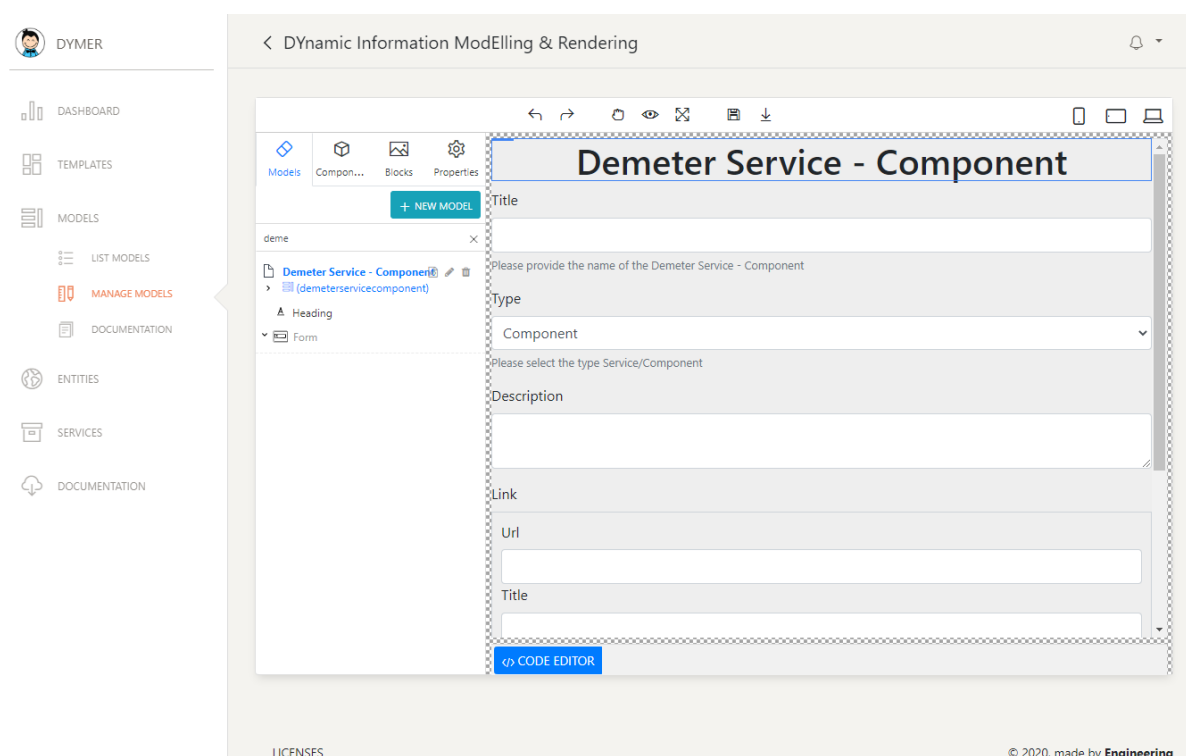 DYMER
DYnamic Information ModElling & Rendering
DASHBOARD
TEMPLATES
MODELS
LIST MODELS
MANAGE MODELS
DOCUMENTATION
ENTITIES
SERVICES
DOCUMENTATION
Models
Compon...
Blocks
Properties
+ NEW MODEL
deme
Demeter Service - Component
(demeterservicecomponent)
Heading
Form
Demeter Service - Component
Title
Please provide the name of the Demeter Service - Component
Type
Component
Please select the type Service/Component
Description
Link
Url
Title
</> CODE EDITOR
LICENSES
© 2020, made by Engineering